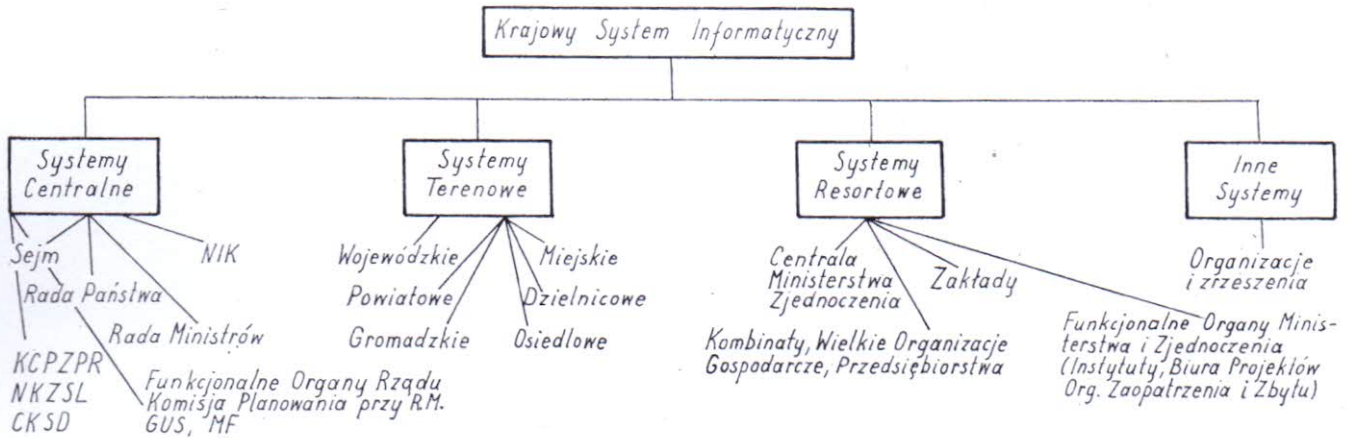 Krajowy System Informatyczny
Systemy
Centralne
Systemy
Terenowe
Systemy
Resortowe
Inne
Systemy
Sejm
NIK
Rada Państwa
Rada Ministrów
KCPZPR
NKZSL
CKSD
Funkcjonalne Organy Rządu
Komisja Planowania przy R.M.
GUS, MF
Wojewódzkie
Miejskie
Powiatowe
Dzielnicowe
Gromadzkie
Osiedlowe
Centrala
Ministerstwa
Zjednoczenia
Zakłady
Kombinaty, Wielkie Organizacje
Gospodarcze, Przedsiębiorstwa
Funkcjonalne Organy Minis-
terstwa i Zjednoczenia
(Instytuty, Biura Projektów
Org. Zaopatrzenia i Zbytu)
Organizacje
i zrzeszenia